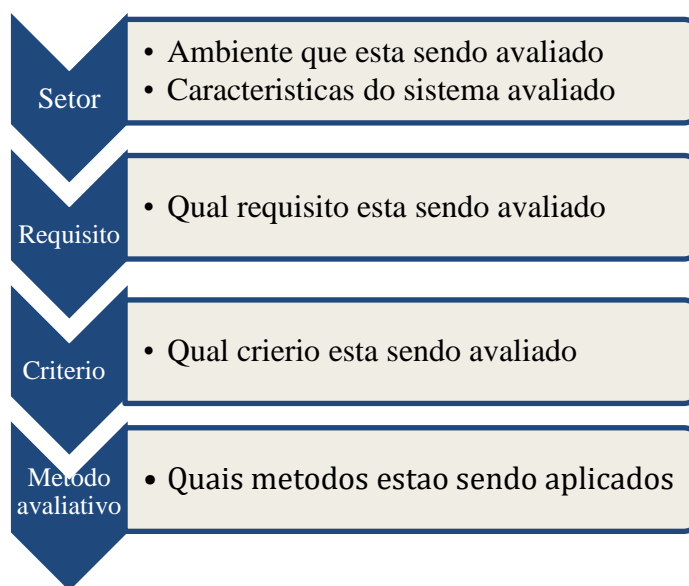 Setor
• Ambiente que esta sendo avaliado
• Caracteristicas do sistema avaliado
Requisito
• Qual requisito esta sendo avaliado
Criterio
• Qual crierio esta sendo avaliado
Metodo
avaliativo
• Quais metodos estao sendo aplicados